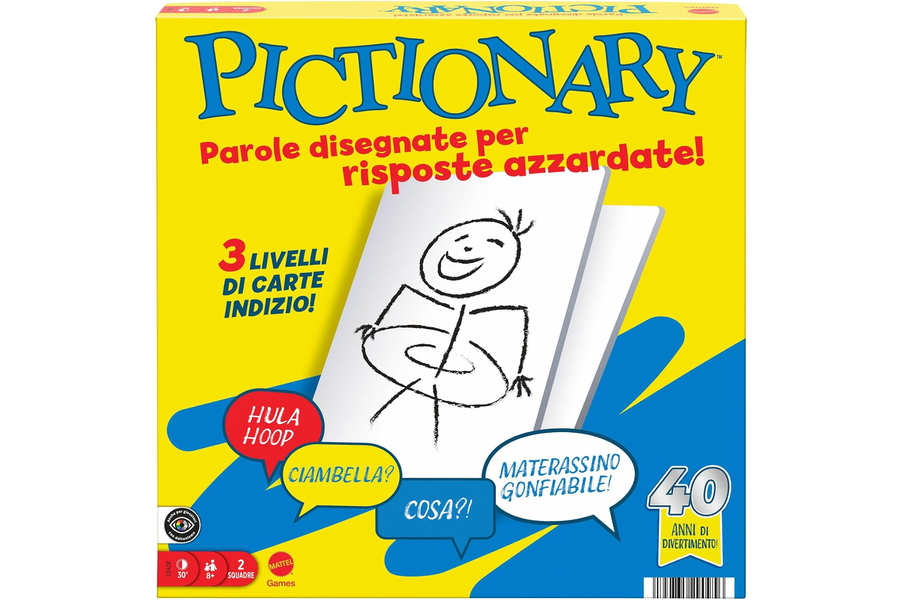 PICTIONARY
PICTIONARY™
Parole disegnate per
risposte azzardate!
3 LIVELLI
DI CARTE
INDIZIO!
HULA
HOOP
CIAMBELLA?
COSA?!
MATERASSINO
GONFIABILE!
40
ANNI DI
DIVERTIMENTO!
30'
8+
2
SQUADRE
MATTEL
Games